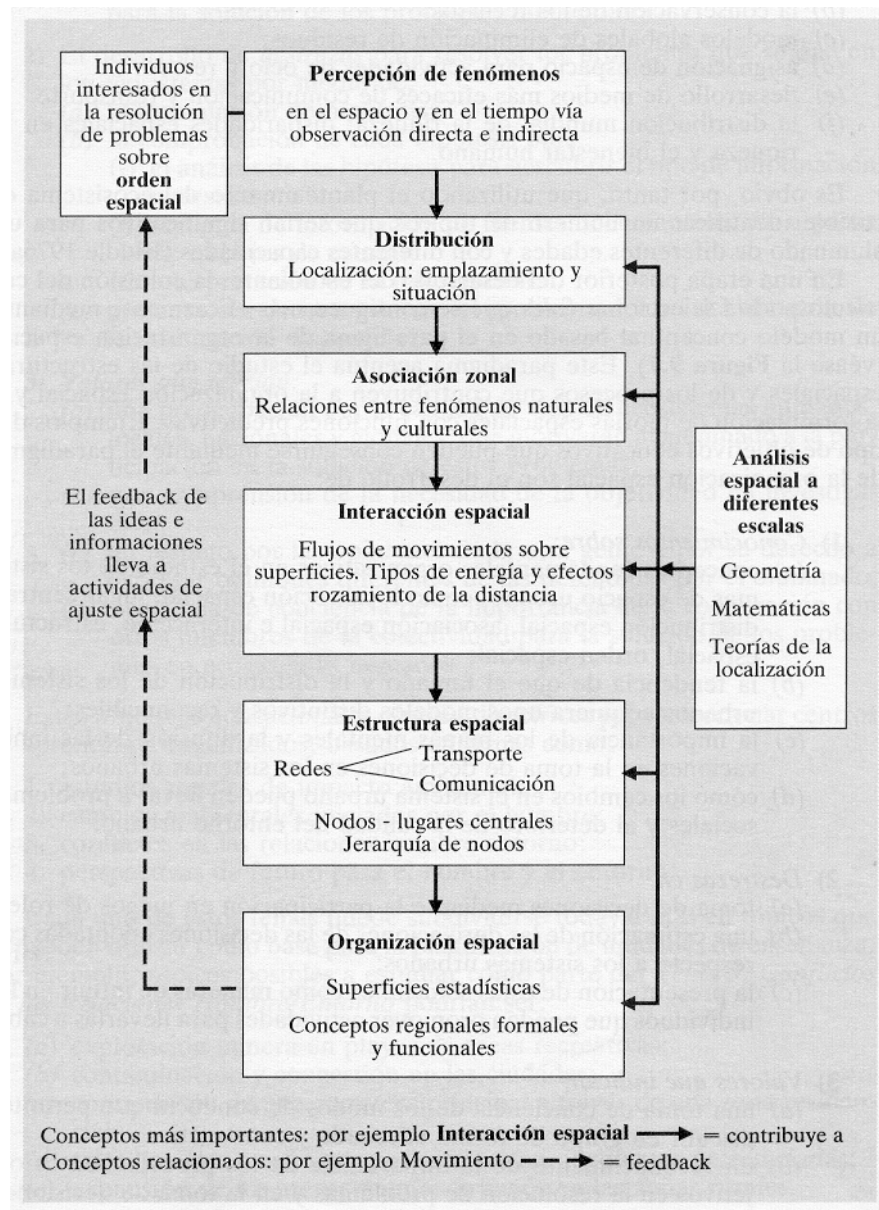 Individuos
interesados en
la resolución
de problemas
sobre
orden
espacial
Percepción de fenómenos
en el espacio y en el tiempo vía
observación directa e indirecta
Distribución
Localización: emplazamiento y
situación
Asociación zonal
Relaciones entre fenómenos naturales
y culturales
Interacción espacial
Flujos de movimientos sobre
superficies. Tipos de energía y efectos
rozamiento de la distancia
Estructura espacial
Redes
Transporte
Comunicación
Nodos - lugares centrales
Jerarquía de nodos
Organización espacial
Superficies estadísticas
Conceptos regionales formales
y funcionales
El feedback de
las ideas e
informaciones
lleva a
actividades de
ajuste espacial
Análisis
espacial a
diferentes
escalas
Geometría
Matemáticas
Teorías de la
localización
Conceptos más importantes: por ejemplo Interacción espacial = contribuye a
Conceptos relacionados: por ejemplo Movimiento = feedback